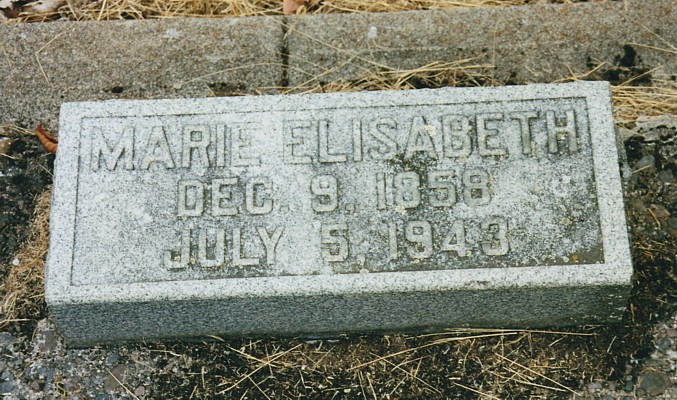 MARIE ELISABETH
DEC. 9, 1858
JULY 5, 1943